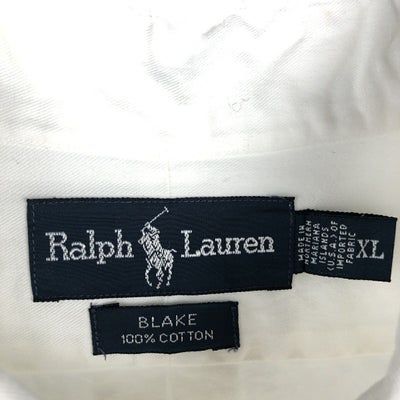 Ralph Lauren
MADE IN
NORTHERN
MARIANA
ISLANDS
(U.S.A.) OF
IMPORTED
FABRIC
XL
BLAKE
100% COTTON